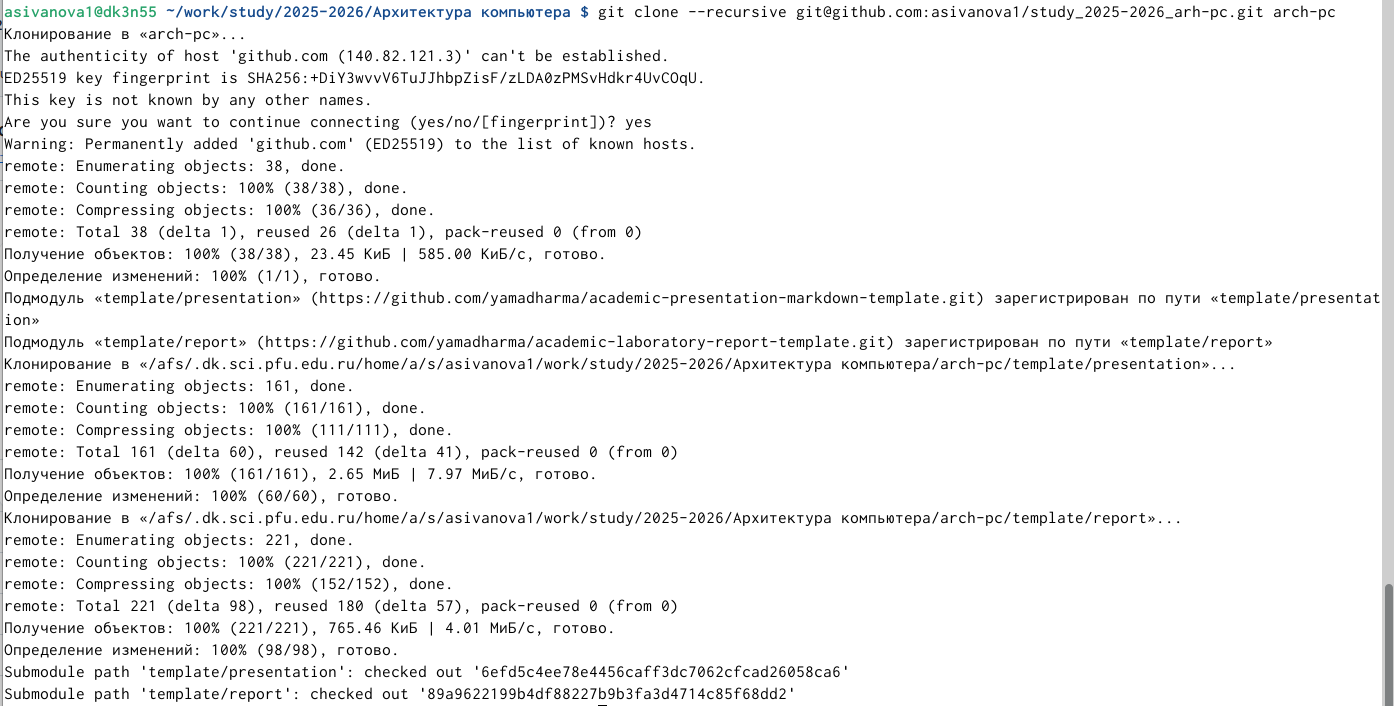 asivanova1@dk3n55 ~/work/study/2025-2026/Архитектура компьютера $ git clone --recursive git@github.com:asivanova1/study_2025-2026_arh-pc.git arch-pc
Клонирование в «arch-pc»...
The authenticity of host 'github.com (140.82.121.3)' can't be established.
ED25519 key fingerprint is SHA256:+DiY3wvvV6TuJJhbpZisF/zLDA0zPMSvHdkr4UvCOqU.
This key is not known by any other names.
Are you sure you want to continue connecting (yes/no/[fingerprint])? yes
Warning: Permanently added 'github.com' (ED25519) to the list of known hosts.
remote: Enumerating objects: 38, done.
remote: Counting objects: 100% (38/38), done.
remote: Compressing objects: 100% (36/36), done.
remote: Total 38 (delta 1), reused 26 (delta 1), pack-reused 0 (from 0)
Получение объектов: 100% (38/38), 23.45 КиБ | 585.00 КиБ/с, готово.
Определение изменений: 100% (1/1), готово.
Подмодуль «template/presentation» (https://github.com/yamadharma/academic-presentation-markdown-template.git) зарегистрирован по пути «template/presentat
ion»
Подмодуль «template/report» (https://github.com/yamadharma/academic-laboratory-report-template.git) зарегистрирован по пути «template/report»
Клонирование в «/afs/.dk.sci.pfu.edu.ru/home/a/s/asivanova1/work/study/2025-2026/Архитектура компьютера/arch-pc/template/presentation»...
remote: Enumerating objects: 161, done.
remote: Counting objects: 100% (161/161), done.
remote: Compressing objects: 100% (111/111), done.
remote: Total 161 (delta 60), reused 142 (delta 41), pack-reused 0 (from 0)
Получение объектов: 100% (161/161), 2.65 МиБ | 7.97 МиБ/с, готово.
Определение изменений: 100% (60/60), готово.
Клонирование в «/afs/.dk.sci.pfu.edu.ru/home/a/s/asivanova1/work/study/2025-2026/Архитектура компьютера/arch-pc/template/report»...
remote: Enumerating objects: 221, done.
remote: Counting objects: 100% (221/221), done.
remote: Compressing objects: 100% (152/152), done.
remote: Total 221 (delta 98), reused 180 (delta 57), pack-reused 0 (from 0)
Получение объектов: 100% (221/221), 765.46 КиБ | 4.01 МиБ/с, готово.
Определение изменений: 100% (98/98), готово.
Submodule path 'template/presentation': checked out '6efd5c4ee78e4456caff3dc7062cfcad26058ca6'
Submodule path 'template/report': checked out '89a9622199b4df88227b9b3fa3d4714c85f68dd2'